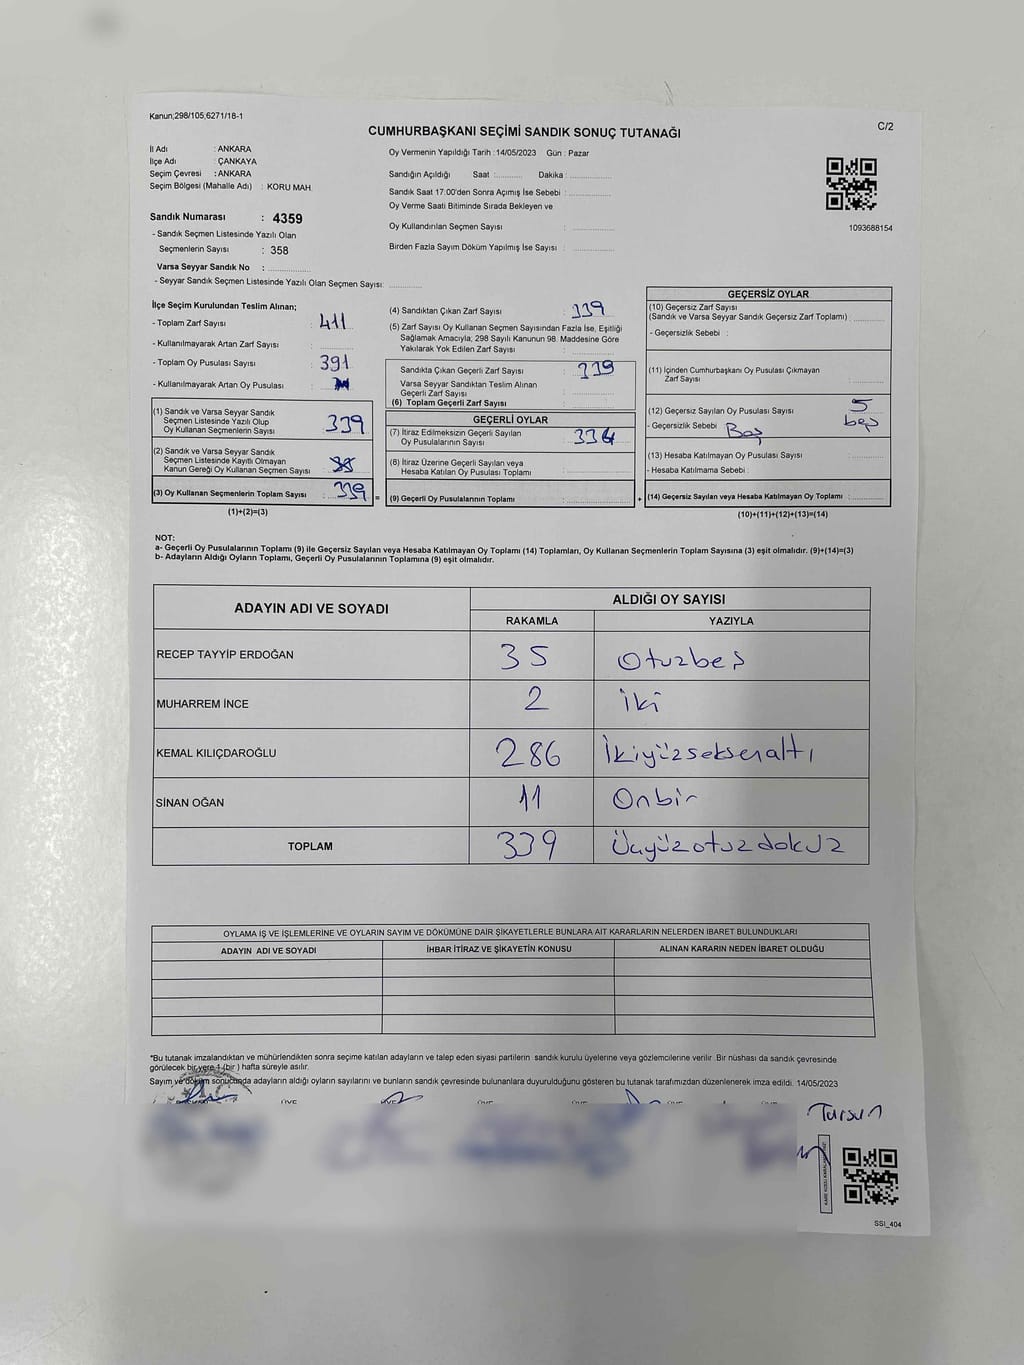 Kanun,298/105,6271/18-1
C/2
CUMHURBAŞKANI SEÇİMİ SANDIK SONUÇ TUTANAĞI
İl Adı : ANKARA
İlçe Adı : ÇANKAYA
Seçim Çevresi : ANKARA
Seçim Bölgesi (Mahalle Adı) : KORU MAH.
Sandık Numarası : 4359
- Sandık Seçmen Listesinde Yazılı Olan
Seçmenlerin Sayısı : 358
Varsa Seyyar Sandık No :
- Seyyar Sandık Seçmen Listesinde Yazılı Olan Seçmen Sayısı:
Oy Vermenin Yapıldığı Tarih : 14/05/2023 Gün : Pazar
Sandığın Açıldığı Saat : Dakika :
Sandık Saat 17:00'den Sonra Açımış İse Sebebi :
Oy Verme Saati Bitiminde Sırada Bekleyen ve
Oy Kullandırılan Seçmen Sayısı :
Birden Fazla Sayım Döküm Yapılmış İse Sayısı :
1093688154
İlçe Seçim Kurulundan Teslim Alınan;
- Toplam Zarf Sayısı : 411
- Kullanılmayarak Artan Zarf Sayısı :
- Toplam Oy Pusulası Sayısı : 391
- Kullanılmayarak Artan Oy Pusulası :
(1) Sandık ve Varsa Seyyar Sandık
Seçmen Listesinde Yazılı Olup
Oy Kullanan Seçmenlerin Sayısı : 339
(2) Sandık ve Varsa Seyyar Sandık
Seçmen Listesinde Kayıtlı Olmayan
Kanun Gereği Oy Kullanan Seçmen Sayısı :
(3) Oy Kullanan Seçmenlerin Toplam Sayısı : 339 =
(1)+(2)=(3)
(4) Sandıktan Çıkan Zarf Sayısı : 339
(5) Zarf Sayısı Oy Kullanan Seçmen Sayısından Fazla İse, Eşitliği
Sağlamak Amacıyla; 298 Sayılı Kanunun 98. Maddesine Göre
Yakılarak Yok Edilen Zarf Sayısı :
Sandıkta Çıkan Geçerli Zarf Sayısı : 339
Varsa Seyyar Sandıktan Teslim Alınan
Geçerli Zarf Sayısı :
(6) Toplam Geçerli Zarf Sayısı :
GEÇERLİ OYLAR
(7) İtiraz Edilmeksizin Geçerli Sayılan
Oy Pusulalarının Sayısı : 334
(8) İtiraz Üzerine Geçerli Sayılan veya
Hesaba Katılan Oy Pusulası Toplamı :
(9) Geçerli Oy Pusulalarının Toplamı : +
GEÇERSİZ OYLAR
(10) Geçersiz Zarf Sayısı
(Sandık ve Varsa Seyyar Sandık Geçersiz Zarf Toplamı) :
- Geçersizlik Sebebi :
(11) İçinden Cumhurbaşkanı Oy Pusulası Çıkmayan
Zarf Sayısı :
(12) Geçersiz Sayılan Oy Pusulası Sayısı : 5
- Geçersizlik Sebebi : Boş beş
(13) Hesaba Katılmayan Oy Pusulası Sayısı :
- Hesaba Katılmama Sebebi :
(14) Geçersiz Sayılan veya Hesaba Katılmayan Oy Toplamı :
(10)+(11)+(12)+(13)=(14)
NOT:
a- Geçerli Oy Pusulalarının Toplamı (9) ile Geçersiz Sayılan veya Hesaba Katılmayan Oy Toplamı (14) Toplamları, Oy Kullanan Seçmenlerin Toplam Sayısına (3) eşit olmalıdır. (9)+(14)=(3)
b- Adayların Aldığı Oyların Toplamı, Geçerli Oy Pusulalarının Toplamına (9) eşit olmalıdır.
ADAYIN ADI VE SOYADI
ALDIĞI OY SAYISI
RAKAMLA YAZIYLA
RECEP TAYYİP ERDOĞAN 35 Otuzbeş
MUHARREM İNCE 2 İki
KEMAL KILIÇDAROĞLU 286 İkiyüzseksenaltı
SİNAN OĞAN 11 Onbir
TOPLAM 339 Üçyüzotuzdokuz
OYLAMA İŞ VE İŞLEMLERİNE VE OYLARIN SAYIM VE DÖKÜMÜNE DAİR ŞİKAYETLERLE BUNLARA AİT KARARLARIN NELERDEN İBARET BULUNDUKLARI
ADAYIN ADI VE SOYADI İHBAR İTİRAZ VE ŞİKAYETİN KONUSU ALINAN KARARIN NEDEN İBARET OLDUĞU
*Bu tutanak imzalandıktan ve mühürlendikten sonra seçime katılan adayların ve talep eden siyasi partilerin sandık kurulu üyelerine veya gözlemcilerine verilir. Bir nüshası da sandık çevresinde
görülecek bir yere 1 (bir) hafta süreyle asılır.
Sayım ve döküm sonucunda adayların aldığı oyların sayılarını ve bunların sandık çevresinde bulunanlara duyurulduğunu gösteren bu tutanak tarafımızdan düzenlenerek imza edildi. 14/05/2023
Tursun
SSI_404